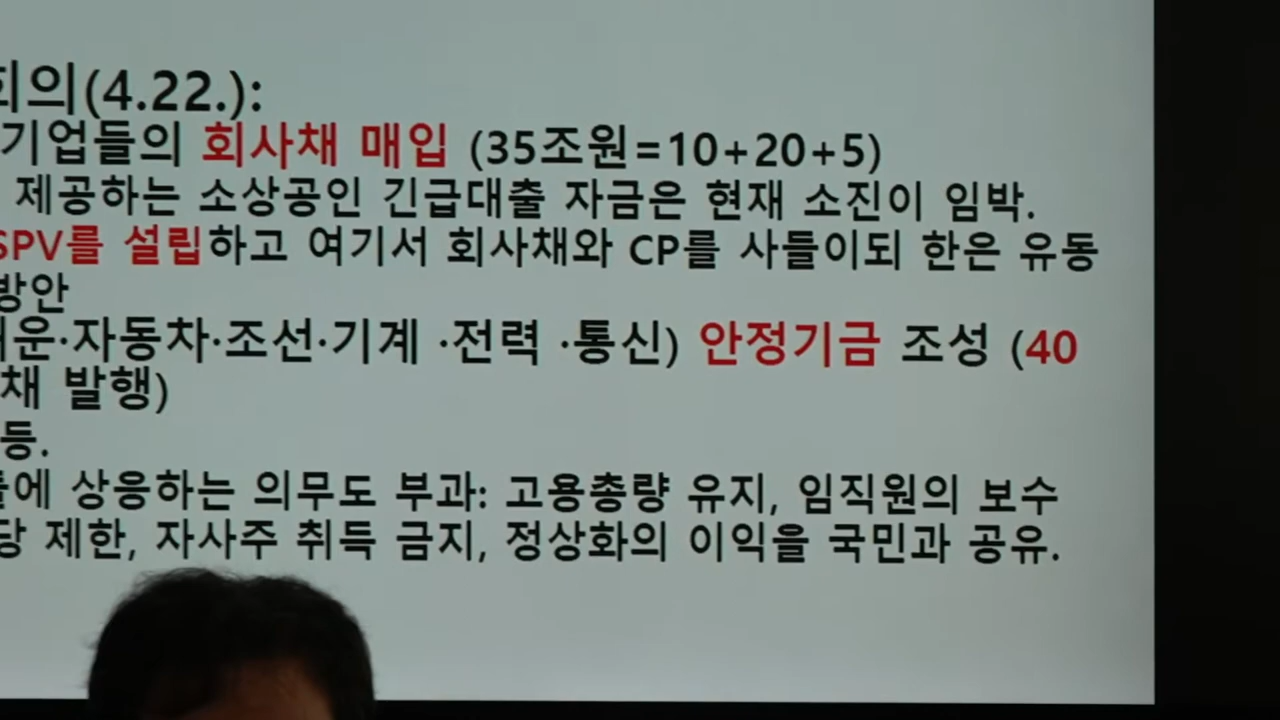 회의(4.22.):
기업들의 회사채 매입 (35조원=10+20+5)
제공하는 소상공인 긴급대출 자금은 현재 소진이 임박.
SPV를 설립하고 여기서 회사채와 CP를 사들이되 한은 유동
방안
해운·자동차·조선·기계 ·전력 ·통신) 안정기금 조성 (40
채 발행)
등.
들에 상응하는 의무도 부과: 고용총량 유지, 임직원의 보수
당 제한, 자사주 취득 금지, 정상화의 이익을 국민과 공유.